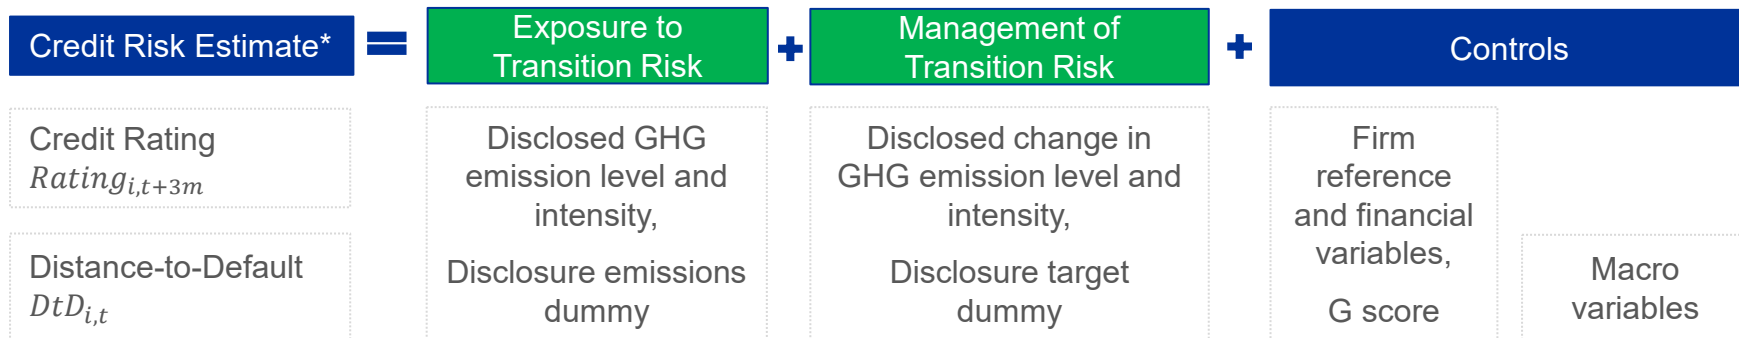 Credit Risk Estimate*
=
Exposure to
Transition Risk
+
Management of
Transition Risk
+
Controls
Credit Rating
Rating_{i,t+3m}
Distance-to-Default
DtD_{i,t}
Disclosed GHG
emission level and
intensity,
Disclosure emissions
dummy
Disclosed change in
GHG emission level and
intensity,
Disclosure target
dummy
Firm
reference
and financial
variables,
G score
Macro
variables